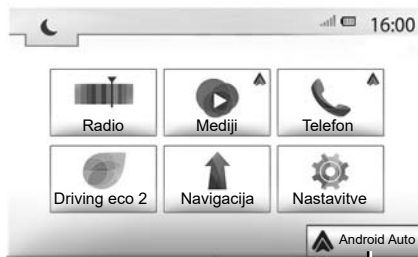 16:00
Radio
Mediji
Telefon
Driving eco 2
Navigacija
Nastavitve
Android Auto